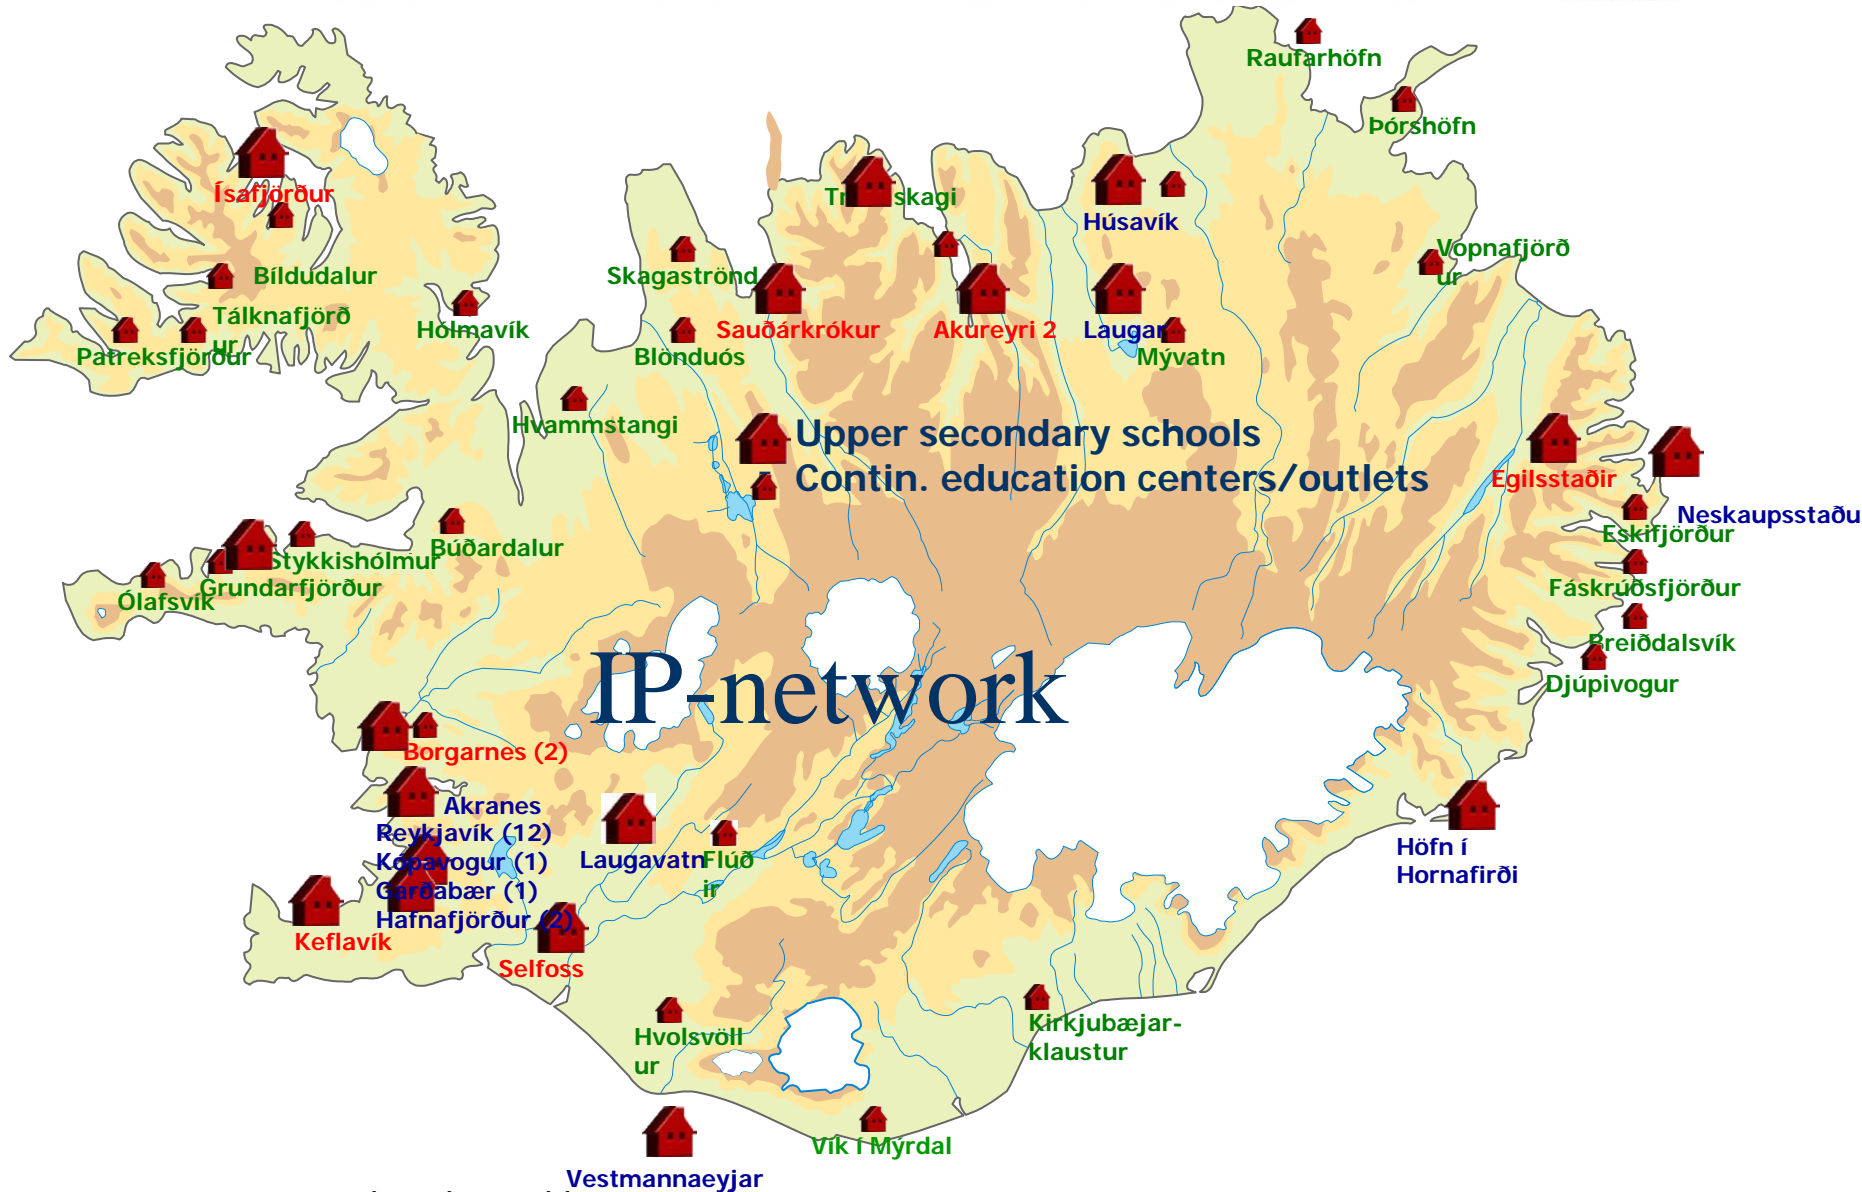 Raufarhöfn
Þórshöfn
Ísafjörður
skagi
Húsavík
Vopnafjörð
ur
Bíldudalur
Skagaströnd
Tálknafjörð
ur
Hólmavík
Sauðárkrókur
Akureyri 2
Laugar
Patreksfjörður
Blönduós
Mývatn
Hvammstangi
Upper secondary schools
Contin. education centers/outlets
Egilsstaðir
Neskaupsstaðu
Eskifjörður
Búðardalur
Stykkishólmur
Grundarfjörður
Ólafsvík
Fáskrúðsfjörður
Breiðdalsvík
Djúpivogur
IP-network
Borgarnes (2)
Akranes
Reykjavík (12)
Kópavogur (1)
Garðabær (1)
Hafnafjörður (2)
Laugavatn
Flúð
ir
Höfn í
Hornafirði
Keflavík
Selfoss
Hvolsvöll
ur
Kirkjubæjar-
klaustur
Vík í Mýrdal
Vestmannaeyjar